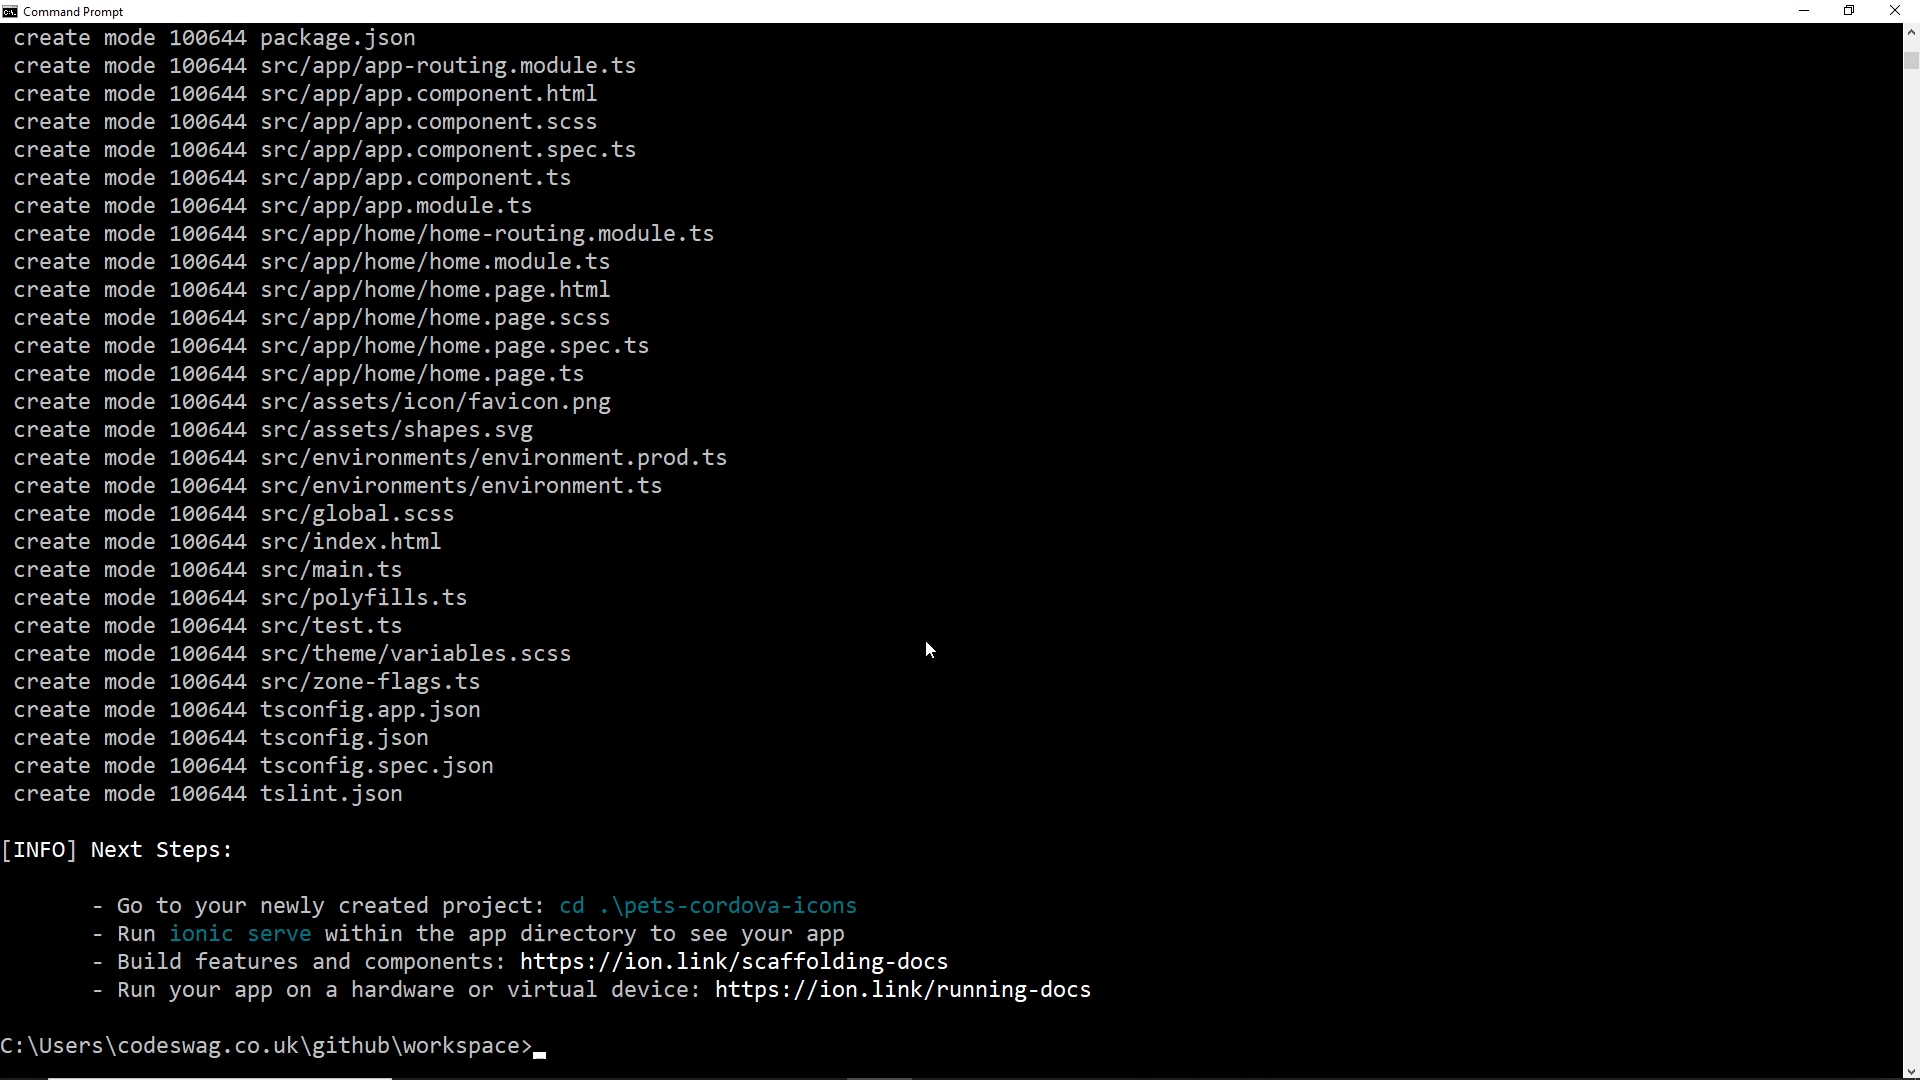 Command Prompt
create mode 100644 package.json
create mode 100644 src/app/app-routing.module.ts
create mode 100644 src/app/app.component.html
create mode 100644 src/app/app.component.scss
create mode 100644 src/app/app.component.spec.ts
create mode 100644 src/app/app.component.ts
create mode 100644 src/app/app.module.ts
create mode 100644 src/app/home/home-routing.module.ts
create mode 100644 src/app/home/home.module.ts
create mode 100644 src/app/home/home.page.html
create mode 100644 src/app/home/home.page.scss
create mode 100644 src/app/home/home.page.spec.ts
create mode 100644 src/app/home/home.page.ts
create mode 100644 src/assets/icon/favicon.png
create mode 100644 src/assets/shapes.svg
create mode 100644 src/environments/environment.prod.ts
create mode 100644 src/environments/environment.ts
create mode 100644 src/global.scss
create mode 100644 src/index.html
create mode 100644 src/main.ts
create mode 100644 src/polyfills.ts
create mode 100644 src/test.ts
create mode 100644 src/theme/variables.scss
create mode 100644 src/zone-flags.ts
create mode 100644 tsconfig.app.json
create mode 100644 tsconfig.json
create mode 100644 tsconfig.spec.json
create mode 100644 tslint.json
[INFO] Next Steps:
- Go to your newly created project: cd .\pets-cordova-icons
- Run ionic serve within the app directory to see your app
- Build features and components: https://ion.link/scaffolding-docs
- Run your app on a hardware or virtual device: https://ion.link/running-docs
C:\Users\codeswag.co.uk\github\workspace>